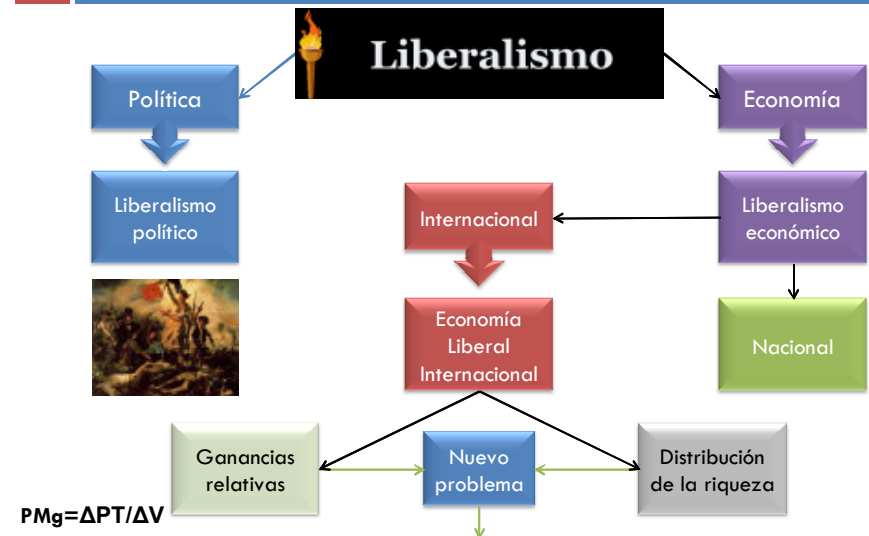 Liberalismo
Política
Economía
Liberalismo
político
Internacional
Liberalismo
económico
Economía
Liberal
Internacional
Nacional
Ganancias
relativas
Nuevo
problema
Distribución
de la riqueza
PMg=ΔPT/ΔV